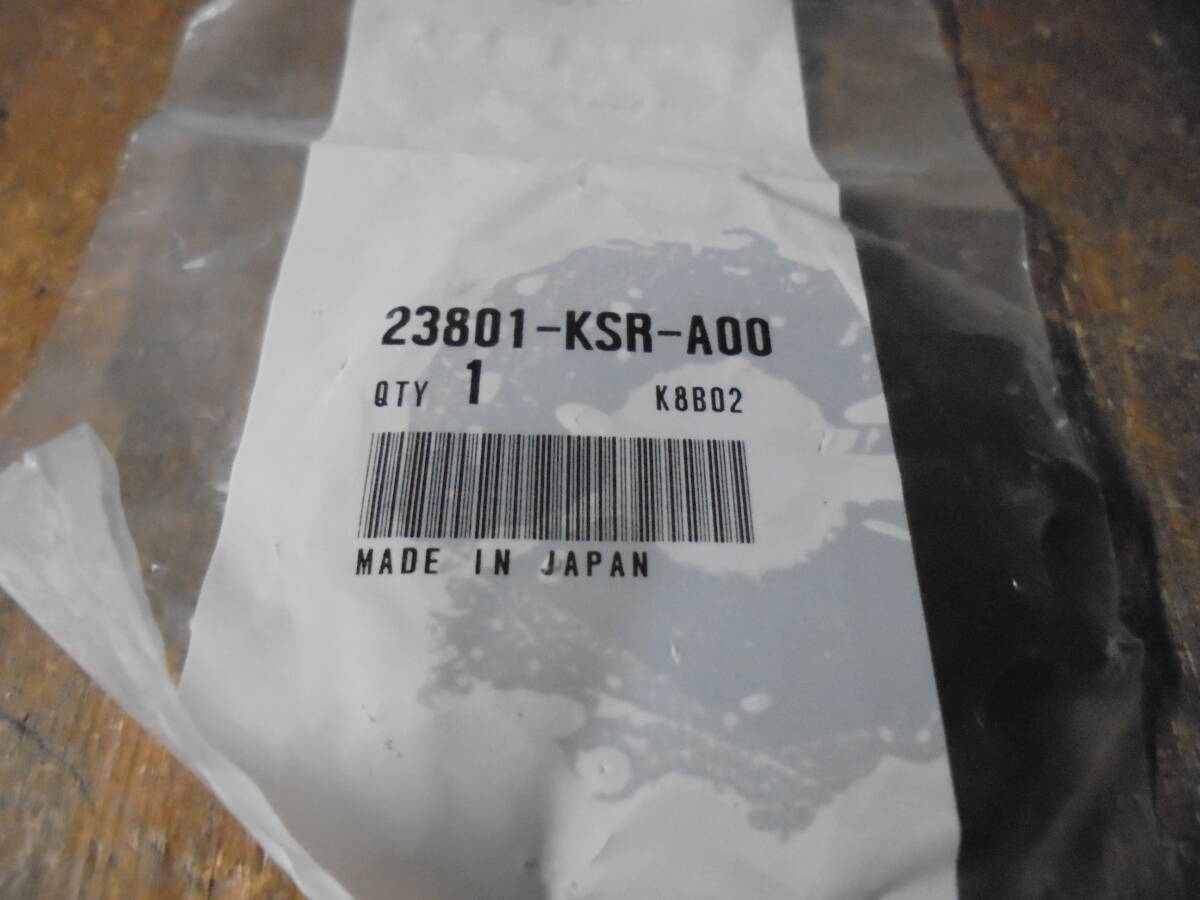 23801-KSR-A00
QTY 1 K8B02
MADE IN JAPAN